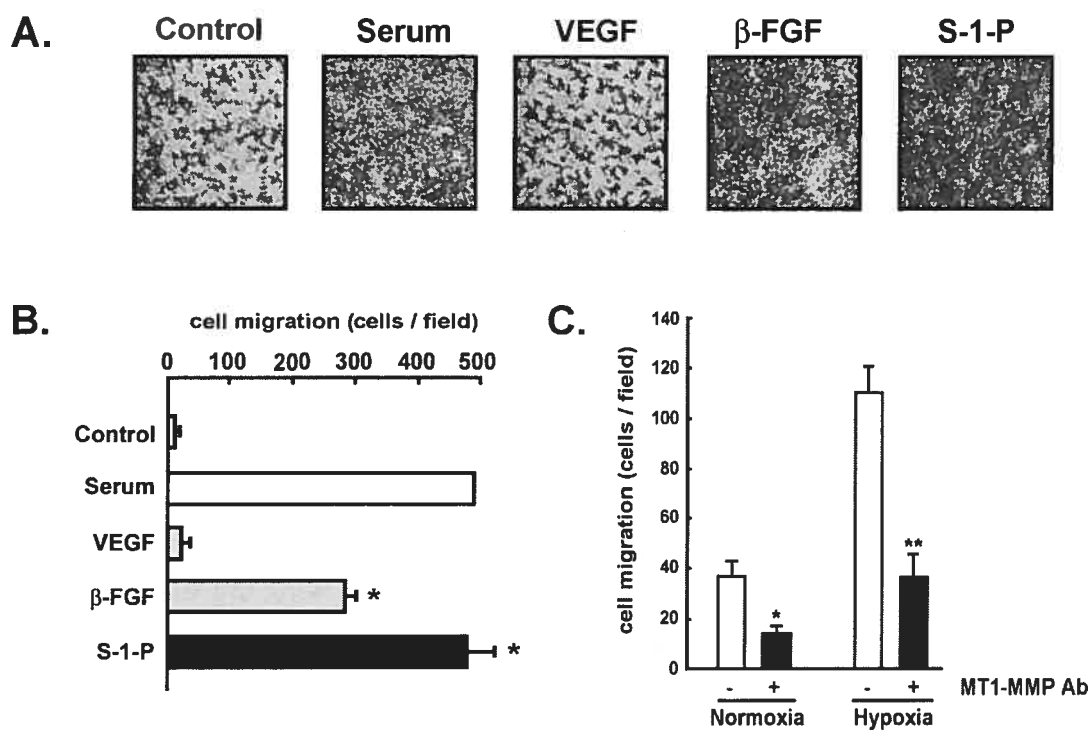 A.
Control Serum VEGF β-FGF S-1-P
B.
cell migration (cells / field)
0 100 200 300 400 500
Control
Serum
VEGF
β-FGF *
S-1-P *
C.
cell migration (cells / field)
140
120
100
80
60
40
20
0
* **
- + - + MT1-MMP Ab
Normoxia Hypoxia